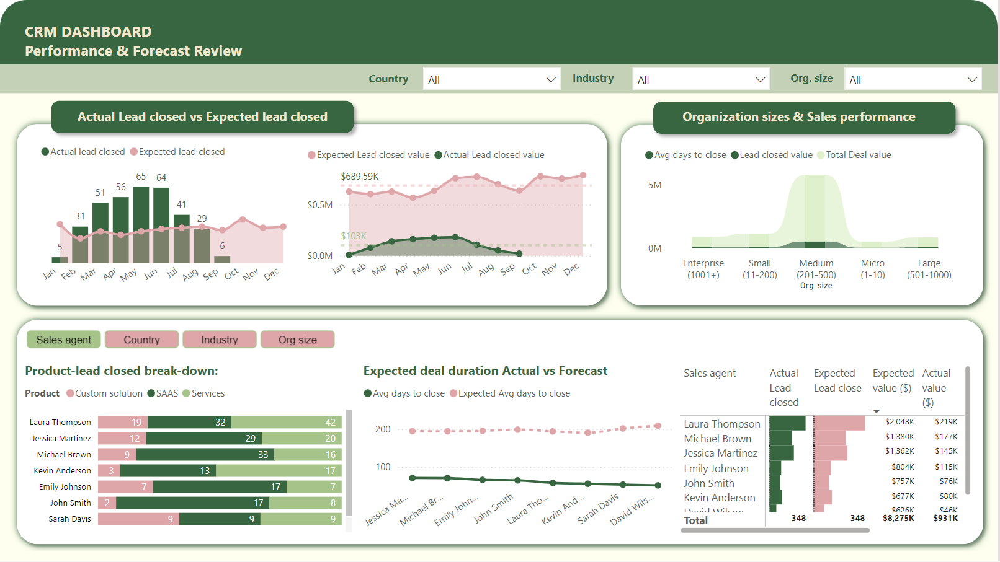 CRM DASHBOARD
Performance & Forecast Review
Country
All
Industry
All
Org. size
All
Actual Lead closed vs Expected lead closed
Actual lead closed Expected lead closed
5
31
51
56
65
64
41
29
6
Jan Feb Mar Apr May Jun Jul Aug Sep Oct Nov Dec
Expected Lead closed value Actual Lead closed value
$689.59K
$0.5M
$103K
$0.0M
Jan Feb Mar Apr May Jun Jul Aug Sep Oct Nov Dec
Organization sizes & Sales performance
Avg days to close Lead closed value Total Deal value
5M
0M
Enterprise Small Medium Micro Large
(1001+) (11-200) (201-500) (1-10) (501-1000)
Org. size
Sales agent
Country
Industry
Org size
Product-lead closed break-down:
Product Custom solution SAAS Services
Laura Thompson 19 32 42
Jessica Martinez 12 29 20
Michael Brown 9 33 16
Kevin Anderson 3 13 17
Emily Johnson 7 17 7
John Smith 2 17 8
Sarah Davis 9 9 9
Expected deal duration Actual vs Forecast
Avg days to close Expected Avg days to close
200
100
Jessica Ma... Michael Br... Emily John... John Smith Laura Tho... Kevin And... Sarah Davis David Wils...
Sales agent Actual Expected Expected Actual
Lead Lead close value ($) value
closed ($)
Laura Thompson $2,048K $219K
Michael Brown $1,380K $177K
Jessica Martinez $1,362K $145K
Emily Johnson $804K $115K
John Smith $757K $76K
Kevin Anderson $677K $80K
David Wilson $626K $46K
Total 348 348 $8,275K $931K